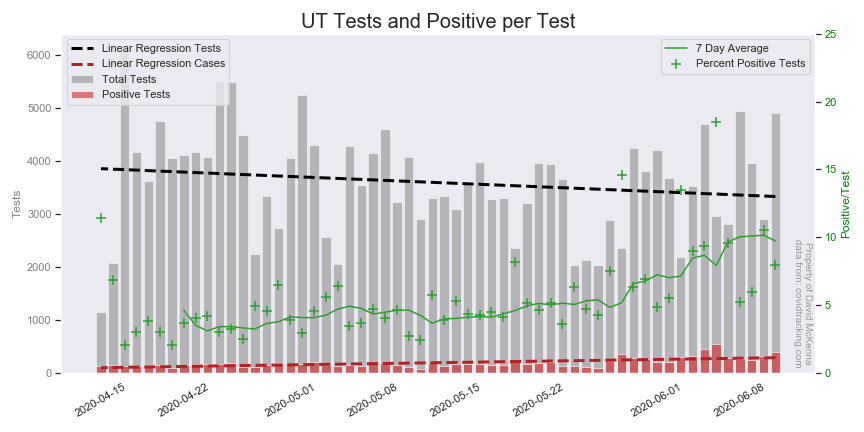 UT Tests and Positive per Test
Linear Regression Tests
Linear Regression Cases
Total Tests
Positive Tests
7 Day Average
Percent Positive Tests
Tests
6000
5000
4000
3000
2000
1000
0
25
20
15
10
5
0
Positive/Test
Property of David McKenna
data from: covidtracking.com
2020-04-15
2020-04-22
2020-05-01
2020-05-08
2020-05-15
2020-05-22
2020-06-01
2020-06-08